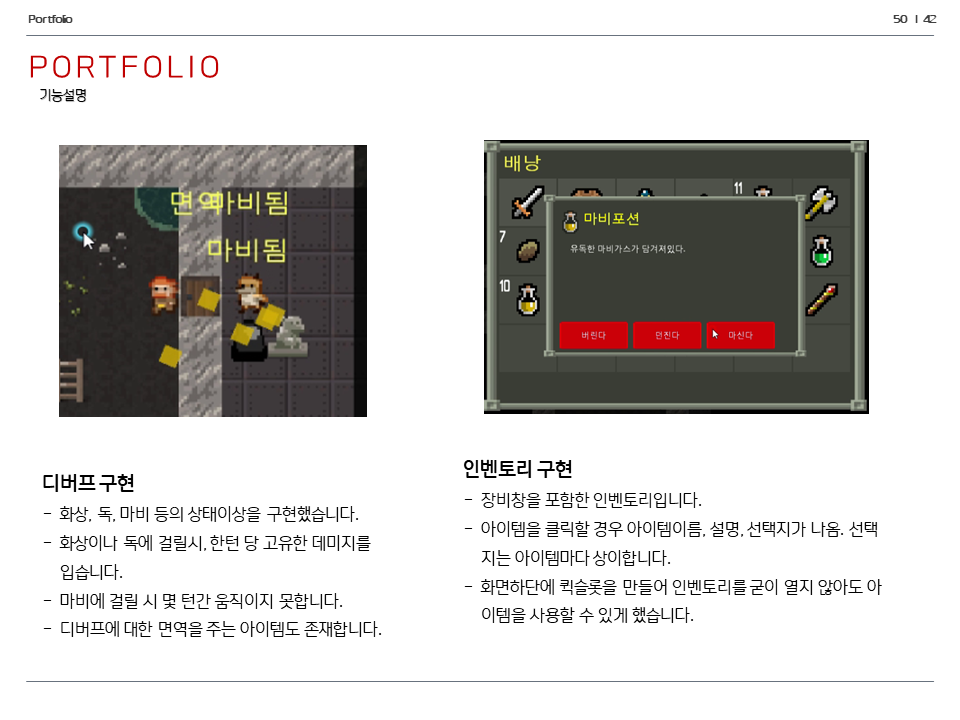 Portfolio
50 l 42
PORTFOLIO
기능설명
면역
마비됨
마비됨
배낭
11
마비포션
7
유독한 마비가스가 담겨져있다.
10
버린다
던진다
마신다
디버프 구현
- 화상, 독, 마비 등의 상태이상을 구현했습니다.
- 화상이나 독에 걸릴시, 한턴 당 고유한 데미지를
입습니다.
- 마비에 걸릴 시 몇 턴간 움직이지 못합니다.
- 디버프에 대한 면역을 주는 아이템도 존재합니다.
인벤토리 구현
- 장비창을 포함한 인벤토리입니다.
- 아이템을 클릭할 경우 아이템이름, 설명, 선택지가 나옴. 선택
지는 아이템마다 상이합니다.
- 화면하단에 퀵슬롯을 만들어 인벤토리를 굳이 열지 않아도 아
이템을 사용할 수 있게 했습니다.